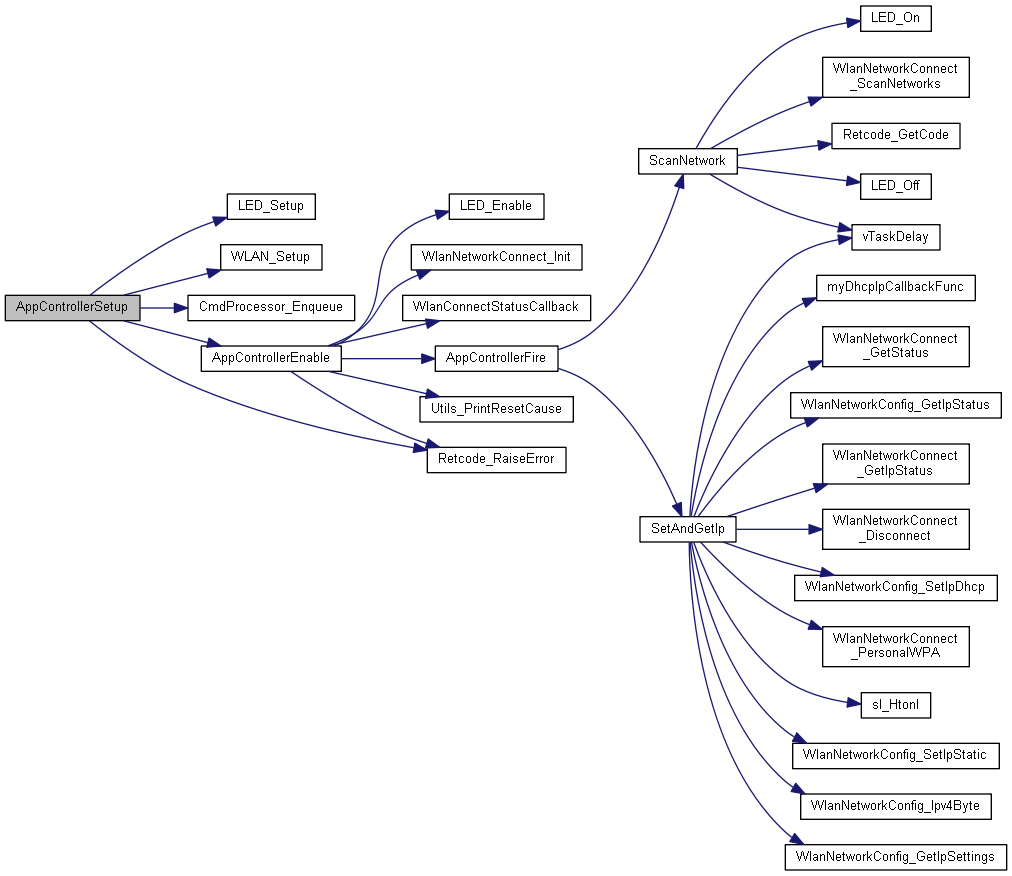 LED_On
WlanNetworkConnect
_ScanNetworks
Retcode_GetCode
ScanNetwork
LED_Off
LED_Setup
LED_Enable
vTaskDelay
WLAN_Setup
WlanNetworkConnect_Init
myDhcpIpCallbackFunc
AppControllerSetup
CmdProcessor_Enqueue
WlanConnectStatusCallback
WlanNetworkConnect
_GetStatus
AppControllerEnable
AppControllerFire
WlanNetworkConfig_GetIpStatus
Utils_PrintResetCause
Retcode_RaiseError
WlanNetworkConnect
_GetIpStatus
SetAndGetIp
WlanNetworkConnect
_Disconnect
WlanNetworkConfig_SetIpDhcp
WlanNetworkConnect
_PersonalWPA
sl_Htonl
WlanNetworkConfig_SetIpStatic
WlanNetworkConfig_Ipv4Byte
WlanNetworkConfig_GetIpSettings